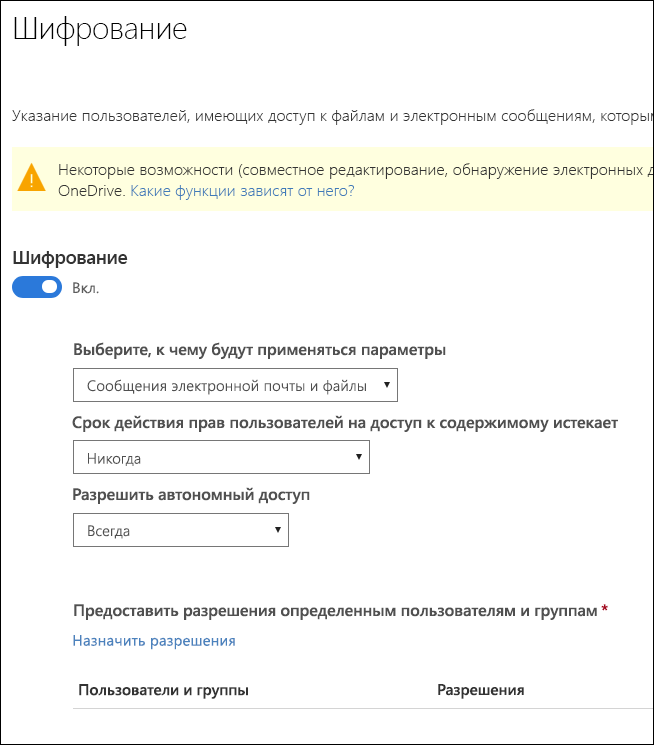 Шифрование
Указание пользователей, имеющих доступ к файлам и электронным сообщениям, которым
Некоторые возможности (совместное редактирование, обнаружение электронных д
OneDrive. Какие функции зависят от него?
Шифрование
Вкл.
Выберите, к чему будут применяться параметры
Сообщения электронной почты и файлы
Срок действия прав пользователей на доступ к содержимому истекает
Никогда
Разрешить автономный доступ
Всегда
Предоставить разрешения определенным пользователям и группам *
Назначить разрешения
Пользователи и группы Разрешения